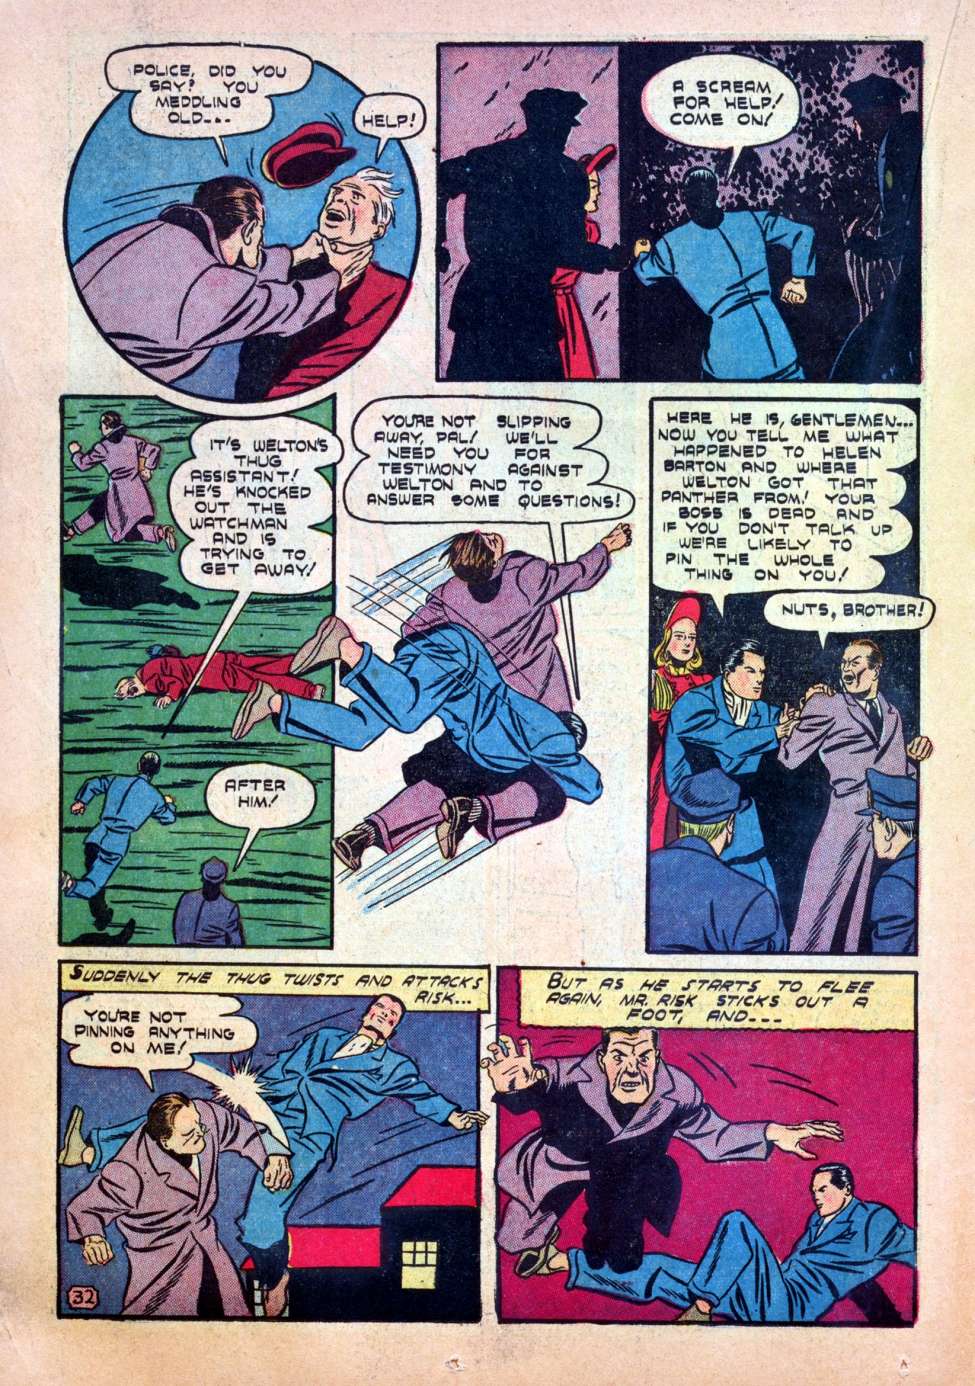 POLICE, DID YOU
SAY? YOU
MEDDLING
OLD---
HELP!
A SCREAM
FOR HELP!
COME ON!
IT'S WELTON'S
THUG
ASSISTANT!
HE'S KNOCKED
OUT THE
WATCHMAN
AND IS
TRYING TO
GET AWAY!
AFTER
HIM!
YOU'RE NOT SLIPPING
AWAY, PAL! WE'LL
NEED YOU FOR
TESTIMONY AGAINST
WELTON AND TO
ANSWER SOME QUESTIONS!
HERE HE IS, GENTLEMEN...
NOW YOU TELL ME WHAT
HAPPENED TO HELEN
BARTON AND WHERE
WELTON GOT THAT
PANTHER FROM! YOUR
BOSS IS DEAD AND
IF YOU DON'T TALK UP
WE'RE LIKELY TO
PIN THE WHOLE
THING ON YOU!
NUTS, BROTHER!
SUDDENLY THE THUG TWISTS AND ATTACKS
RISK...
YOU'RE NOT
PINNING ANYTHING
ON ME!
32
BUT AS HE STARTS TO FLEE
AGAIN, MR. RISK STICKS OUT A
FOOT, AND---
A